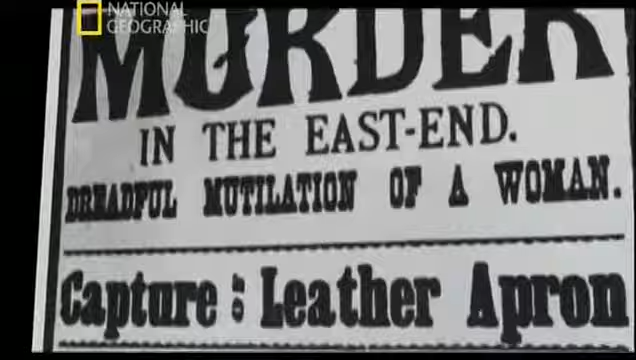 NATIONAL
GEOGRAPHIC
MURDER
IN THE EAST-END.
DREADFUL MUTILATION OF A WOMAN.
Capture : Leather Apron